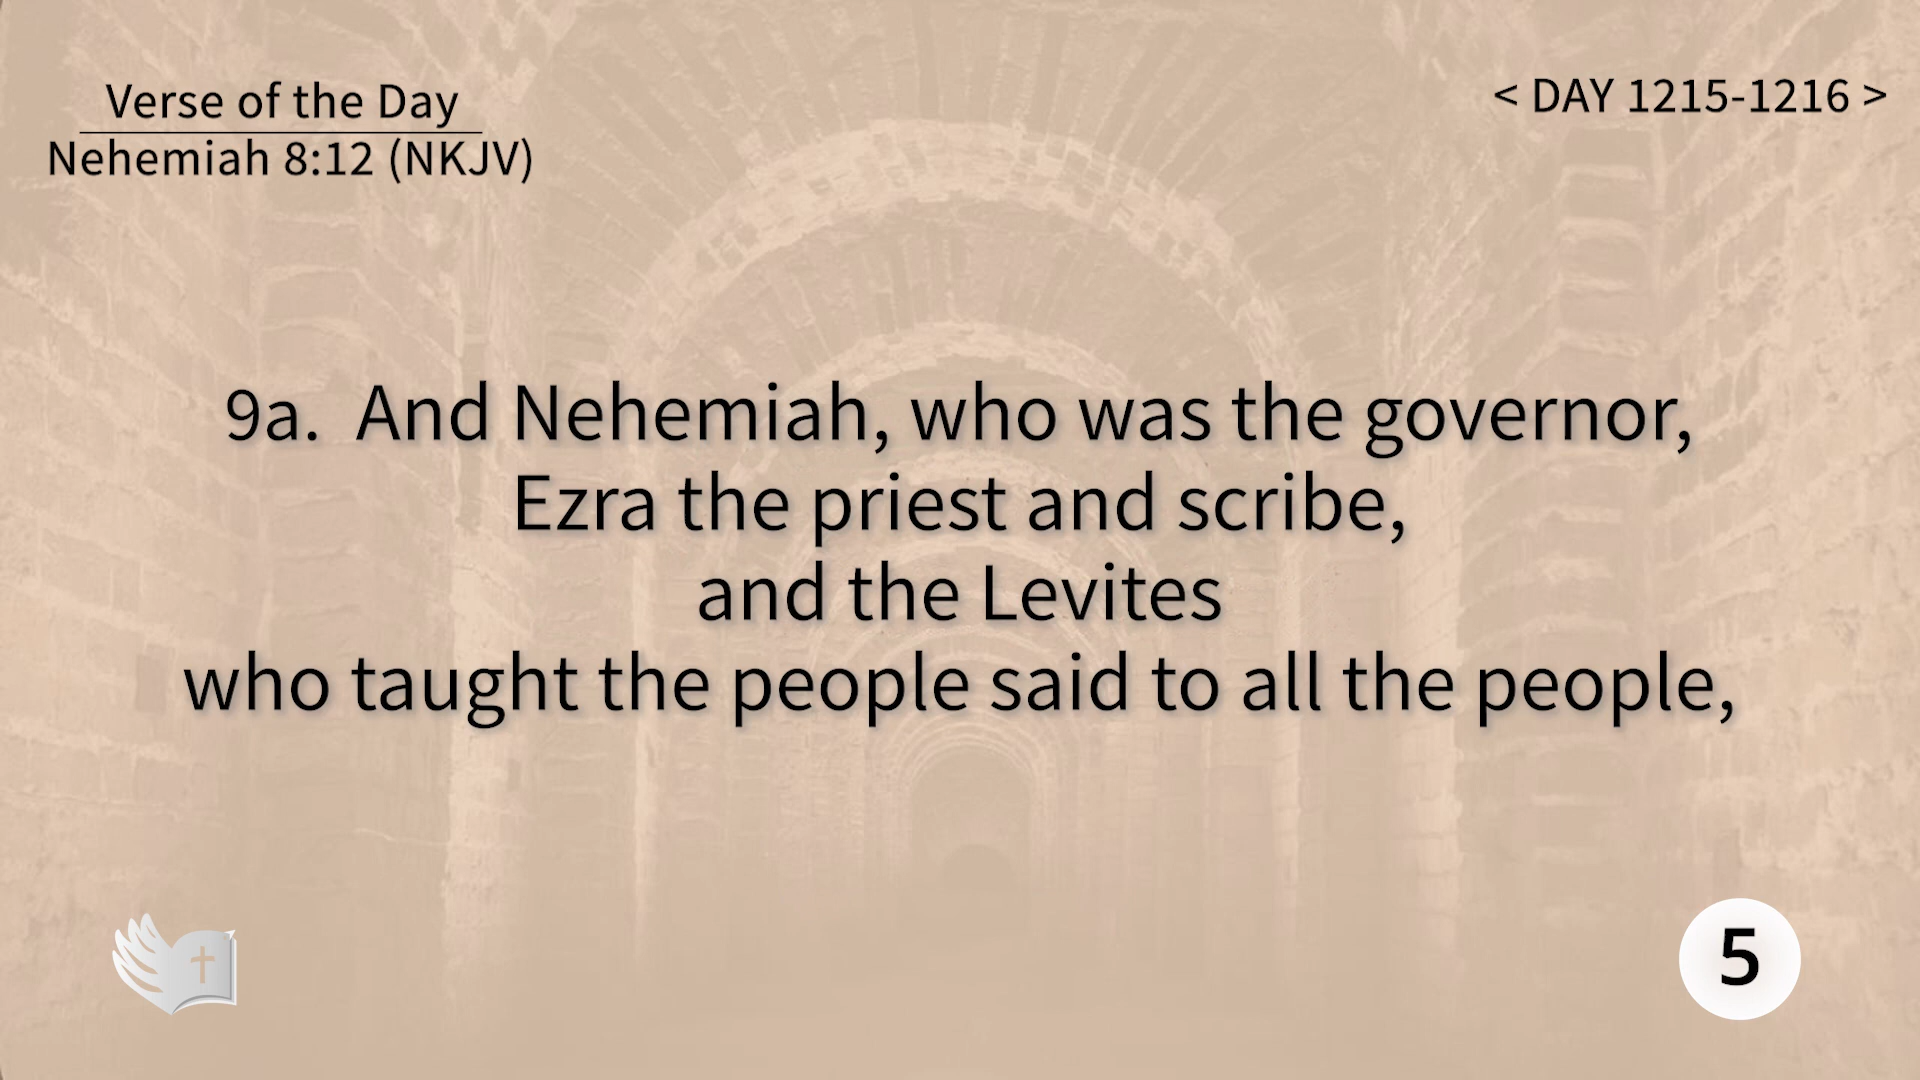 Verse of the Day
Nehemiah 8:12 (NKJV)
< DAY 1215-1216 >
9a. And Nehemiah, who was the governor,
Ezra the priest and scribe,
and the Levites
who taught the people said to all the people,
5